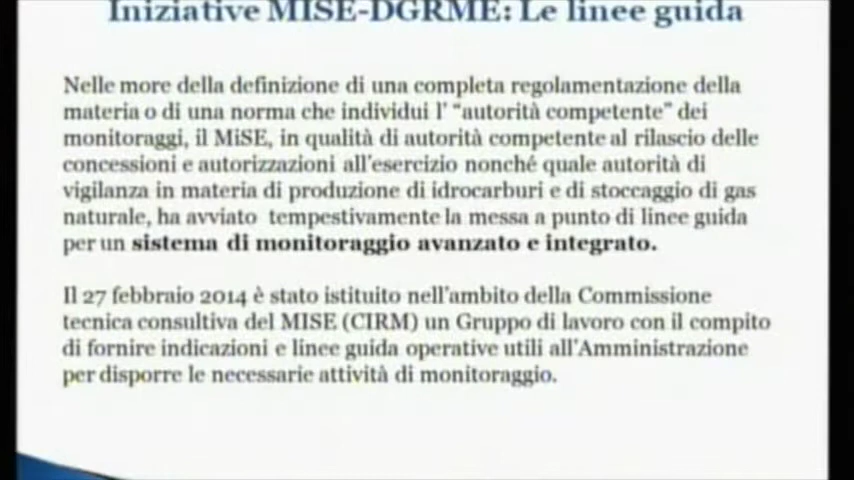 Iniziative MISE-DGRME: Le linee guida
Nelle more della definizione di una completa regolamentazione della
materia o di una norma che individui l' “autorità competente” dei
monitoraggi, il MiSE, in qualità di autorità competente al rilascio delle
concessioni e autorizzazioni all'esercizio nonché quale autorità di
vigilanza in materia di produzione di idrocarburi e di stoccaggio di gas
naturale, ha avviato tempestivamente la messa a punto di linee guida
per un sistema di monitoraggio avanzato e integrato.
Il 27 febbraio 2014 è stato istituito nell'ambito della Commissione
tecnica consultiva del MISE (CIRM) un Gruppo di lavoro con il compito
di fornire indicazioni e linee guida operative utili all'Amministrazione
per disporre le necessarie attività di monitoraggio.